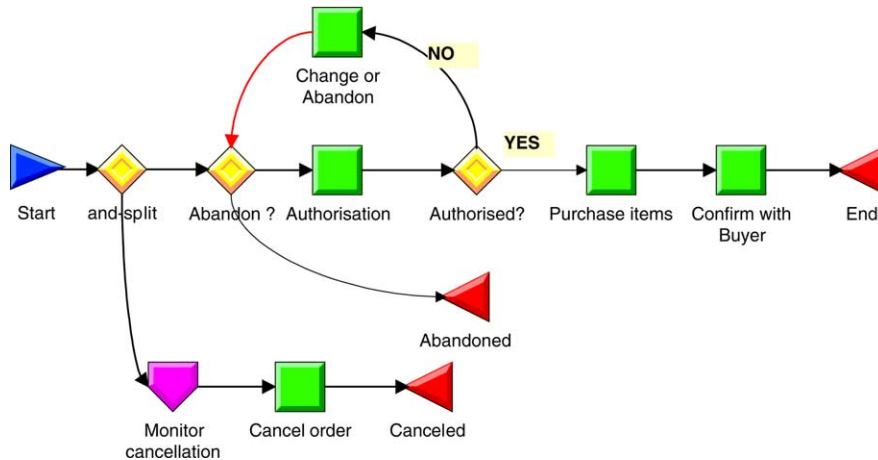 NO
Change or
Abandon
YES
Start
and-split
Abandon ?
Authorisation
Authorised?
Purchase items
Confirm with
Buyer
End
Abandoned
Monitor
cancellation
Cancel order
Canceled